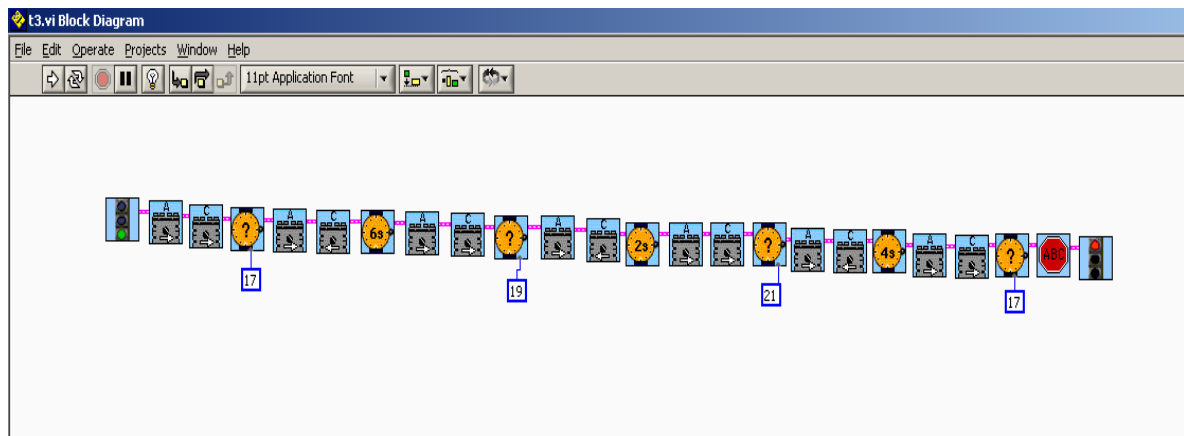 t3.vi Block Diagram
File Edit Operate Projects Window Help
11pt Application Font
A C ? A C 6s A C ? A C 2s A C ? A C 4s A C ? ABC
17 19 21 17